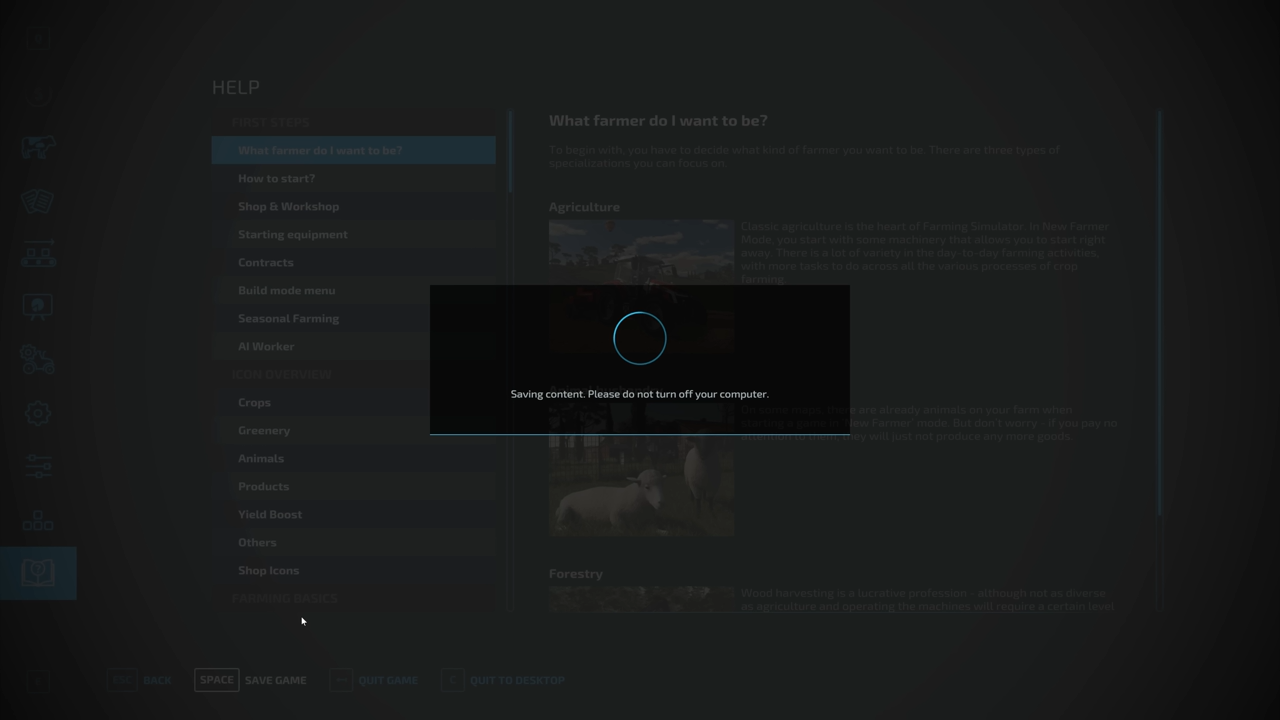 HELP
FIRST STEPS
What farmer do I want to be?
How to start?
Shop & Workshop
Starting equipment
Contracts
Build mode menu
Seasonal Farming
AI Worker
ICON OVERVIEW
Crops
Greenery
Animals
Products
Yield Boost
Others
Shop Icons
FARMING BASICS
What farmer do I want to be?
To begin with, you have to decide what kind of farmer you want to be. There are three types of
specializations you can focus on.
Agriculture
Classic agriculture is the heart of Farming Simulator. In New Farmer
Mode, you start with some machinery that allows you to start right
away. There is a lot of variety in the day-to-day farming activities,
with more tasks to do across all the various processes of crop
farming.
Saving content. Please do not turn off your computer.
On some maps, there are already animals on your farm when
starting a game in 'New Farmer' mode. But don't worry - if you pay no
attention to them, they will just not produce any more goods.
Forestry
Wood harvesting is a lucrative profession - although not as diverse
as agriculture and operating the machines will require a certain level
ESC BACK SPACE SAVE GAME QUIT GAME C QUIT TO DESKTOP